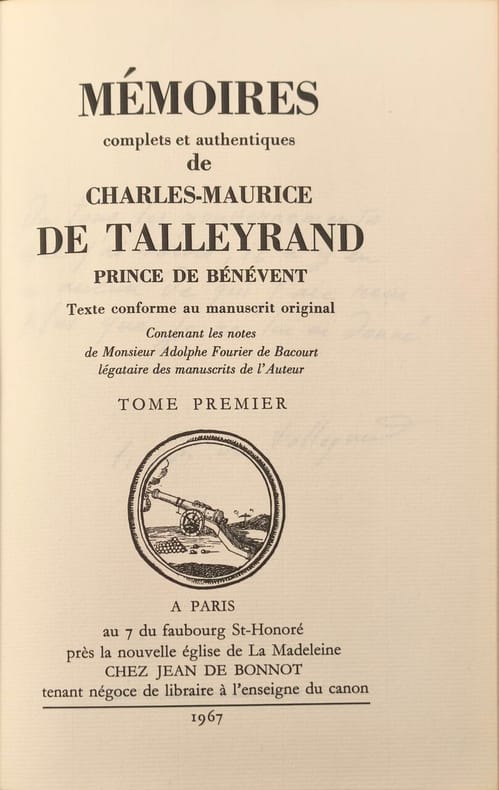 MÉMOIRES
complets et authentiques
de
CHARLES-MAURICE
DE TALLEYRAND
PRINCE DE BÉNÉVENT
Texte conforme au manuscrit original
Contenant les notes
de Monsieur Adolphe Fourier de Bacourt
légataire des manuscrits de l'Auteur
TOME PREMIER
A PARIS
au 7 du faubourg St-Honoré
près la nouvelle église de La Madeleine
CHEZ JEAN DE BONNOT
tenant négoce de libraire à l'enseigne du canon
1967